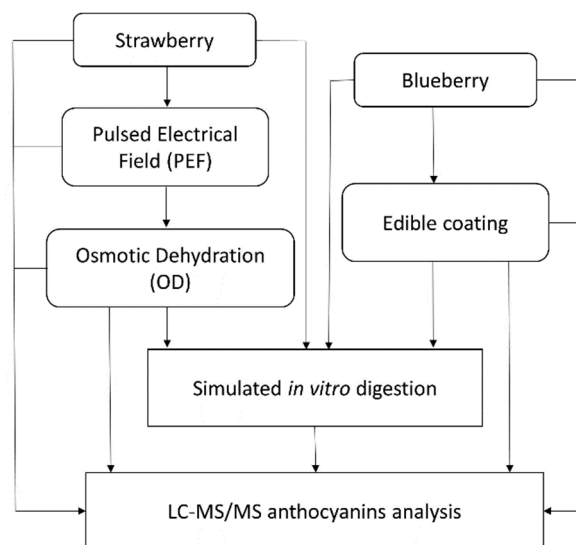 Strawberry
Pulsed Electrical
Field (PEF)
Osmotic Dehydration
(OD)
Blueberry
Edible coating
Simulated in vitro digestion
LC-MS/MS anthocyanins analysis